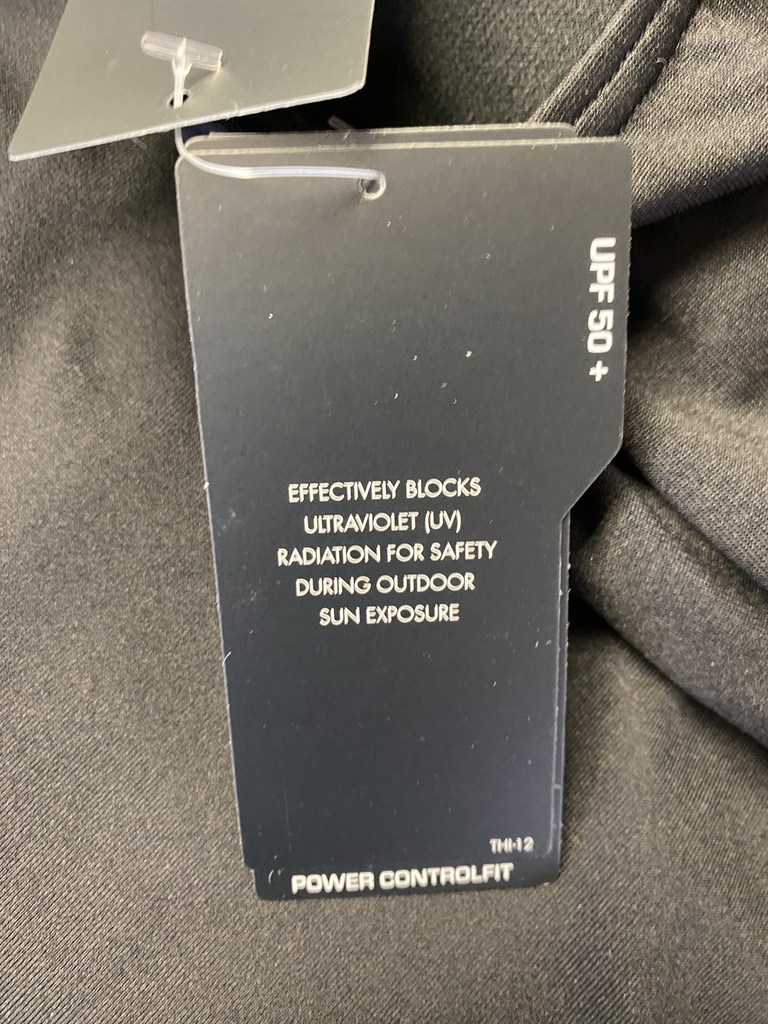 UPF 50 +
EFFECTIVELY BLOCKS
ULTRAVIOLET (UV)
RADIATION FOR SAFETY
DURING OUTDOOR
SUN EXPOSURE
THI-12
POWER CONTROLFIT